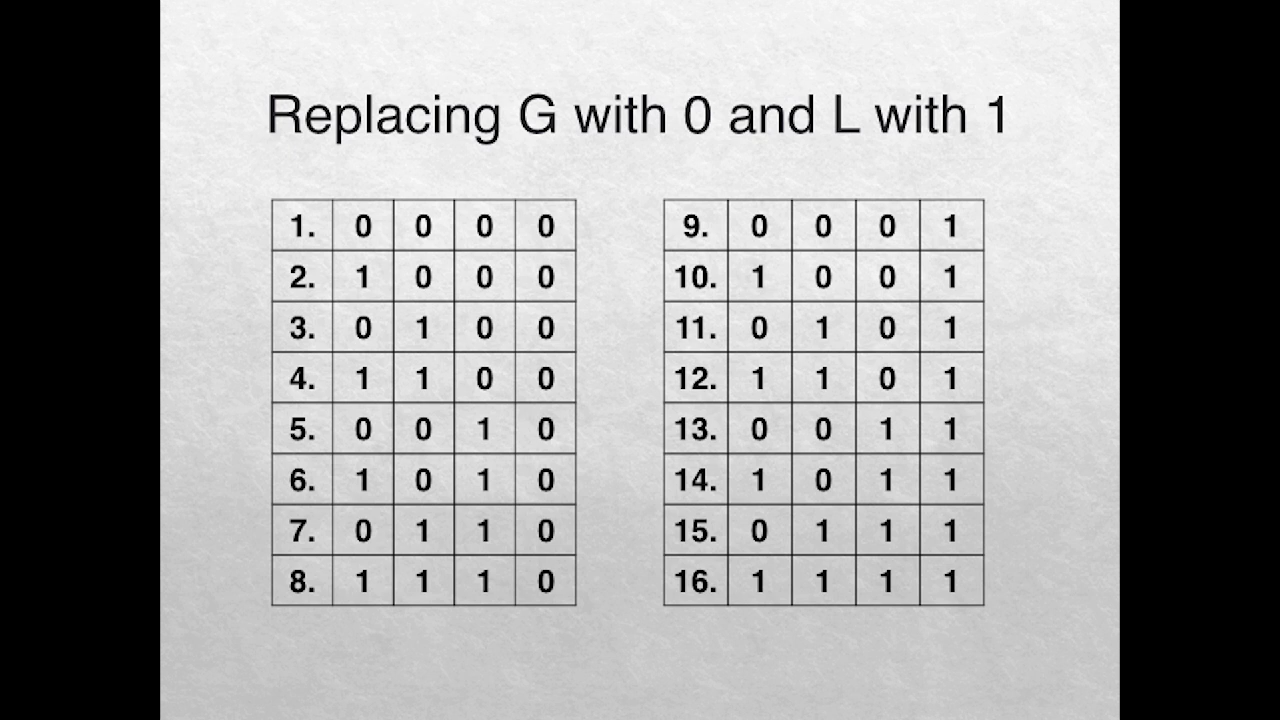 Replacing G with 0 and L with 1
1. 0 0 0 0
2. 1 0 0 0
3. 0 1 0 0
4. 1 1 0 0
5. 0 0 1 0
6. 1 0 1 0
7. 0 1 1 0
8. 1 1 1 0
9. 0 0 0 1
10. 1 0 0 1
11. 0 1 0 1
12. 1 1 0 1
13. 0 0 1 1
14. 1 0 1 1
15. 0 1 1 1
16. 1 1 1 1